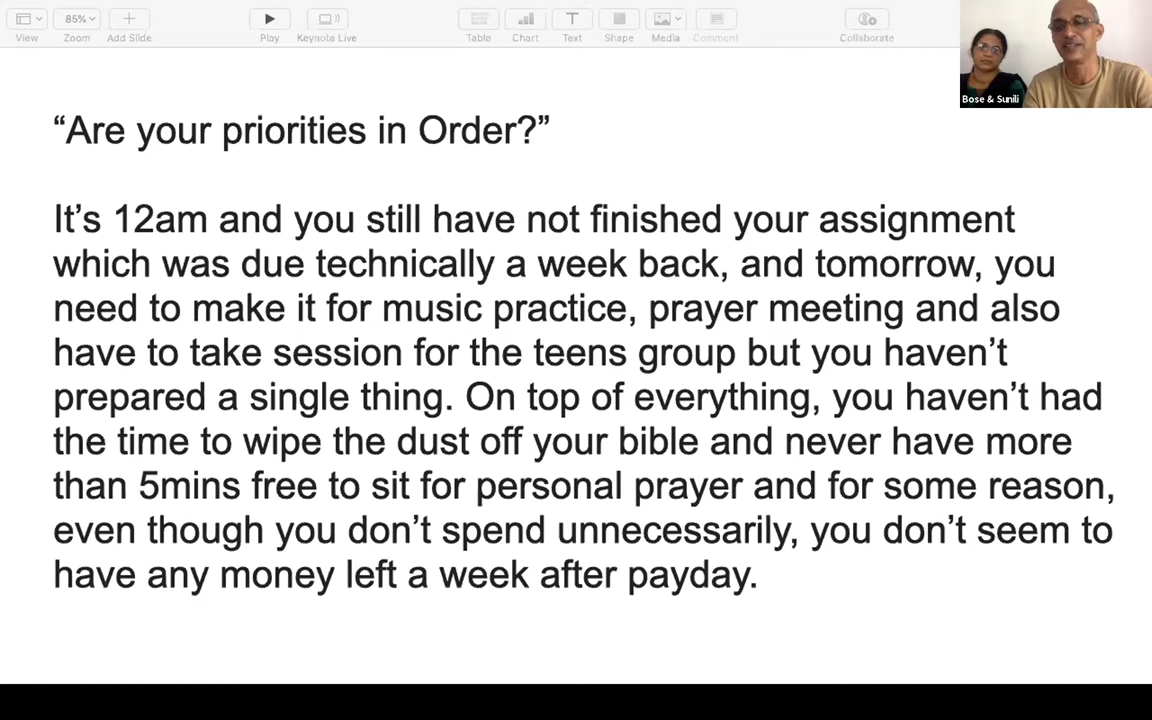 85%
View
Zoom
Add Slide
Play
Keynote Live
Table
Chart
Text
Shape
Media
Comment
Collaborate
Bose & Sunili
“Are your priorities in Order?”
It’s 12am and you still have not finished your assignment
which was due technically a week back, and tomorrow, you
need to make it for music practice, prayer meeting and also
have to take session for the teens group but you haven’t
prepared a single thing. On top of everything, you haven’t had
the time to wipe the dust off your bible and never have more
than 5mins free to sit for personal prayer and for some reason,
even though you don’t spend unnecessarily, you don’t seem to
have any money left a week after payday.